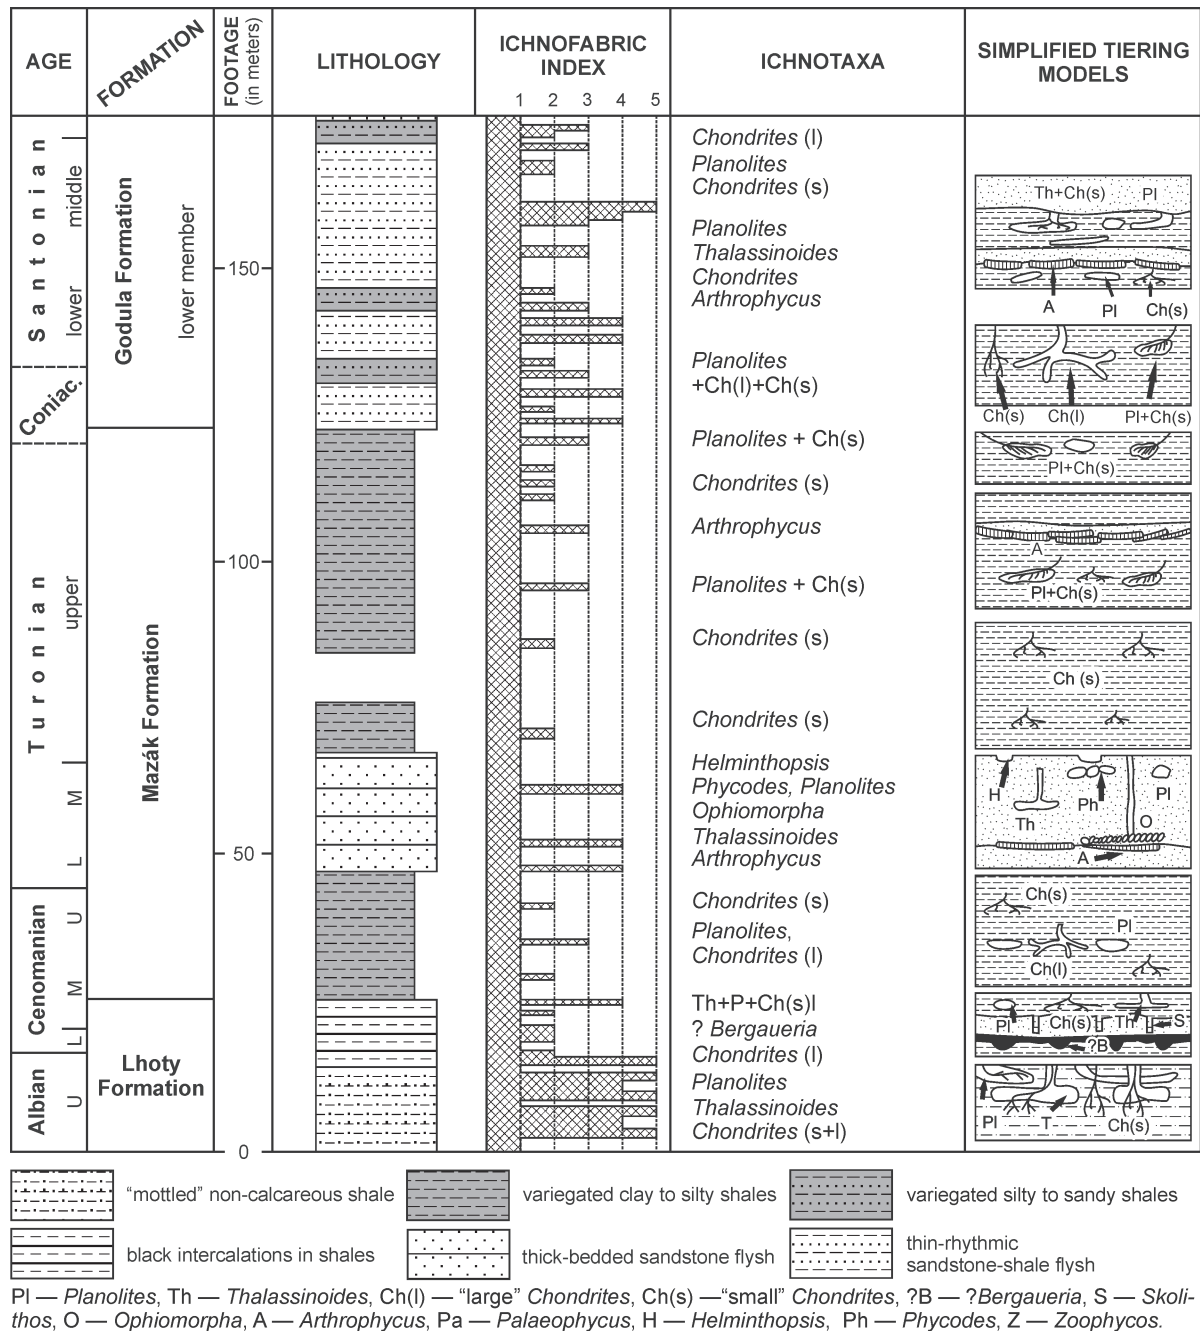 AGE
FORMATION
FOOTAGE
(in meters)
LITHOLOGY
ICHNOFABRIC
INDEX
1 2 3 4 5
ICHNOTAXA
SIMPLIFIED TIERING
MODELS
Santonian
middle
lower
Coniac.
Turonian
upper
M
L
Cenomanian
U
M
L
Albian
U
Godula Formation
lower member
Mazák Formation
Lhoty
Formation
150
100
50
0
Chondrites (l)
Planolites
Chondrites (s)
Planolites
Thalassinoides
Chondrites
Arthrophycus
Planolites
+Ch(l)+Ch(s)
Planolites + Ch(s)
Chondrites (s)
Arthrophycus
Planolites + Ch(s)
Chondrites (s)
Chondrites (s)
Helminthopsis
Phycodes, Planolites
Ophiomorpha
Thalassinoides
Arthrophycus
Chondrites (s)
Planolites,
Chondrites (l)
Th+P+Ch(s)l
? Bergaueria
Chondrites (l)
Planolites
Thalassinoides
Chondrites (s+l)
Th+Ch(s) Pl
A Pl Ch(s)
Ch(s) Ch(l) Pl+Ch(s)
Pl+Ch(s)
A
Pl+Ch(s)
Ch (s)
H Ph Pl
Th O
A
Ch(s)
Pl
Ch(l)
Pl Ch(s) Th S
?B
Pl T Ch(s)
“mottled” non-calcareous shale
variegated clay to silty shales
variegated silty to sandy shales
black intercalations in shales
thick-bedded sandstone flysh
thin-rhythmic
sandstone-shale flysh
Pl — Planolites, Th — Thalassinoides, Ch(l) — “large” Chondrites, Ch(s) —“small” Chondrites, ?B — ?Bergaueria, S — Skoli-
thos, O — Ophiomorpha, A — Arthrophycus, Pa — Palaeophycus, H — Helminthopsis, Ph — Phycodes, Z — Zoophycos.